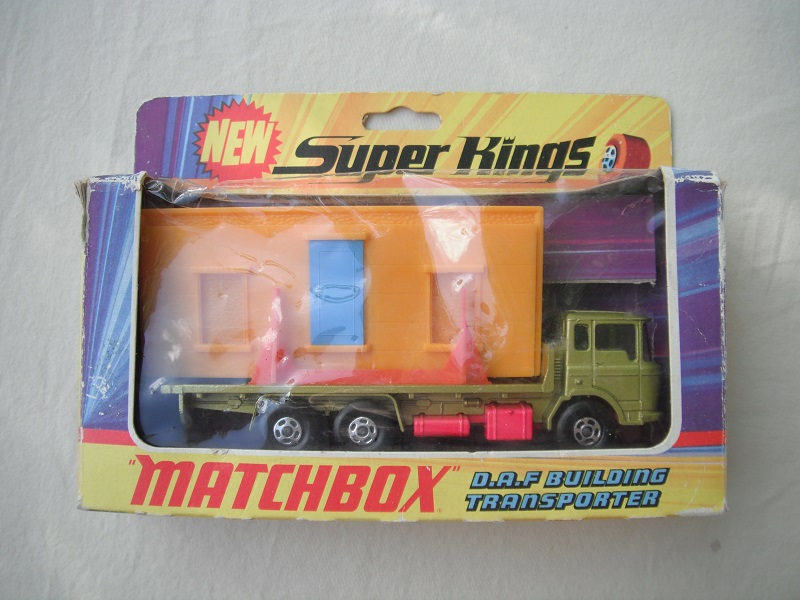 NEW
Super Kings
"MATCHBOX"
D.A.F BUILDING
TRANSPORTER